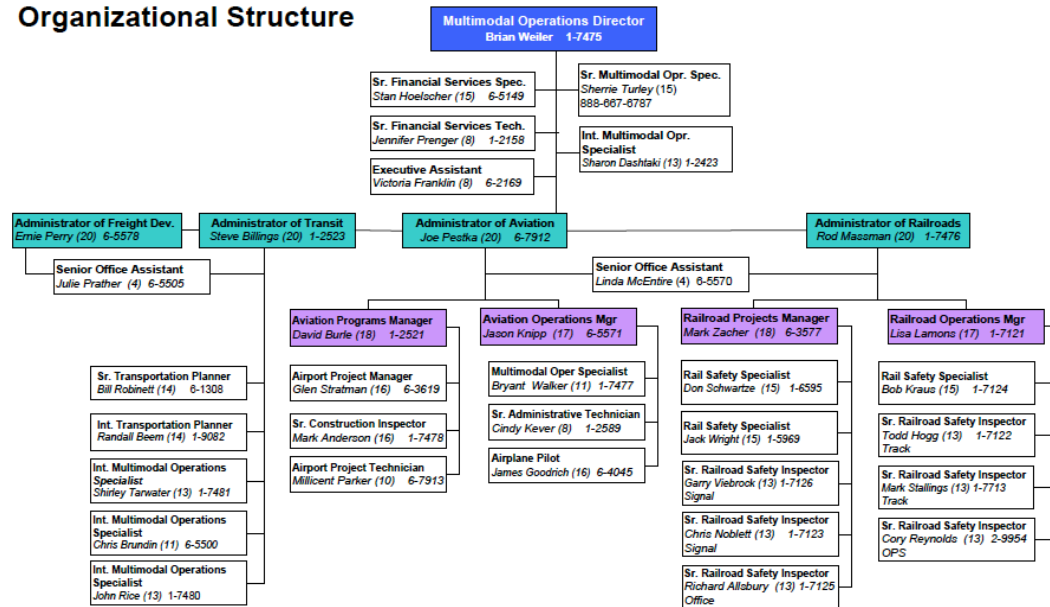 Organizational Structure
Multimodal Operations Director
Brian Weiler 1-7475
Sr. Financial Services Spec.
Stan Hoelscher (15) 6-5149
Sr. Multimodal Opr. Spec.
Sherrie Turley (15)
888-667-6787
Sr. Financial Services Tech.
Jennifer Prenger (8) 1-2158
Int. Multimodal Opr.
Specialist
Sharon Dashtaki (13) 1-2423
Executive Assistant
Victoria Franklin (8) 6-2169
Administrator of Freight Dev.
Ernie Perry (20) 6-5578
Administrator of Transit
Steve Billings (20) 1-2523
Administrator of Aviation
Joe Pestka (20) 6-7912
Administrator of Railroads
Rod Massman (20) 1-7476
Senior Office Assistant
Julie Prather (4) 6-5505
Senior Office Assistant
Linda McEntire (4) 6-5570
Aviation Programs Manager
David Burle (18) 1-2521
Aviation Operations Mgr
Jason Knipp (17) 6-5571
Railroad Projects Manager
Mark Zacher (18) 6-3577
Railroad Operations Mgr
Lisa Lamons (17) 1-7121
Sr. Transportation Planner
Bill Robinett (14) 6-1308
Int. Transportation Planner
Randall Beem (14) 1-9082
Int. Multimodal Operations
Specialist
Shirley Tarwater (13) 1-7481
Int. Multimodal Operations
Specialist
Chris Brundin (11) 6-5500
Int. Multimodal Operations
Specialist
John Rice (13) 1-7480
Airport Project Manager
Glen Stratman (16) 6-3619
Sr. Construction Inspector
Mark Anderson (16) 1-7478
Airport Project Technician
Millicent Parker (10) 6-7913
Multimodal Oper Specialist
Bryant Walker (11) 1-7477
Sr. Administrative Technician
Cindy Kever (8) 1-2589
Airplane Pilot
James Goodrich (16) 6-4045
Rail Safety Specialist
Don Schwartze (15) 1-6595
Rail Safety Specialist
Jack Wright (15) 1-5969
Sr. Railroad Safety Inspector
Garry Viebrock (13) 1-7126
Signal
Sr. Railroad Safety Inspector
Chris Noblett (13) 1-7123
Signal
Sr. Railroad Safety Inspector
Richard Allsbury (13) 1-7125
Office
Rail Safety Specialist
Bob Kraus (15) 1-7124
Sr. Railroad Safety Inspector
Todd Hogg (13) 1-7122
Track
Sr. Railroad Safety Inspector
Mark Stallings (13) 1-7713
Track
Sr. Railroad Safety Inspector
Cory Reynolds (13) 2-9954
OPS